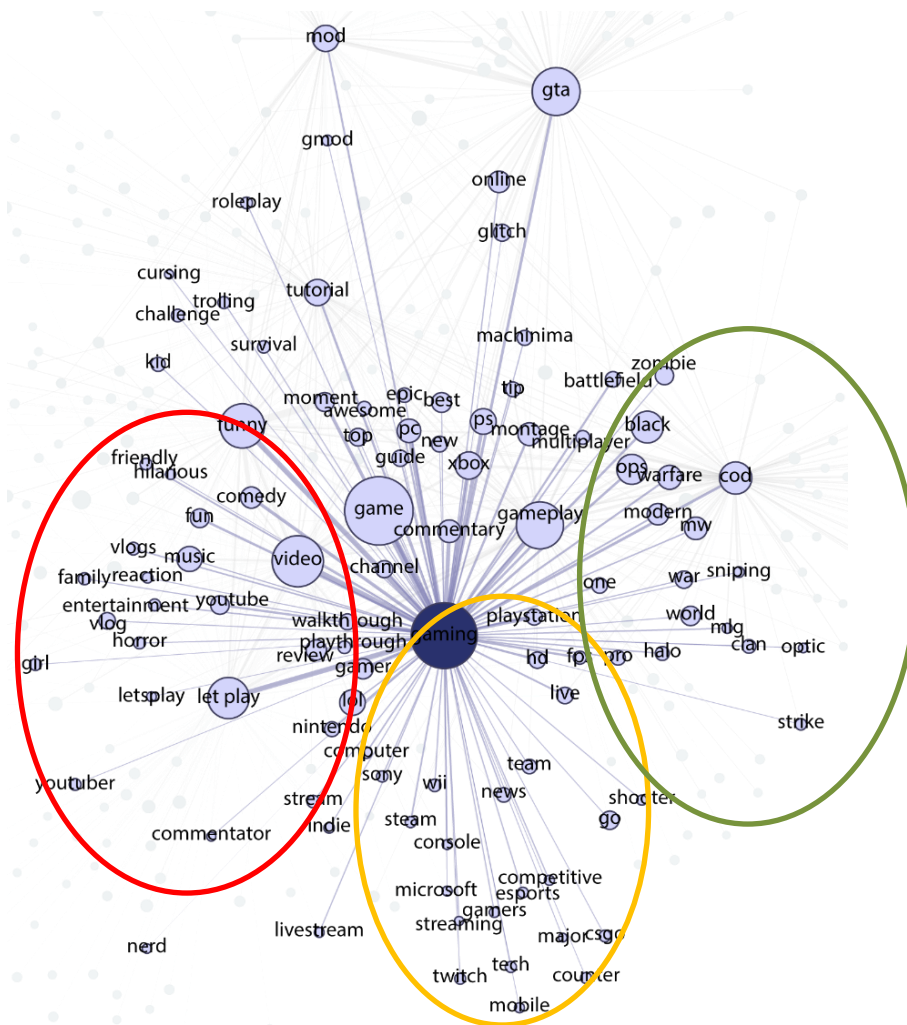 mod
gta
gmod
online
roleplay
glitch
cursing
tutorial
trolling
challenge
machinima
survival
kid
zombie
battlefield
tip
epic
moment
best
awesome
ps
funny
black
pc
montage
top
new
multiplayer
guide
xbox
friendly
hilarious
ops
warfare
cod
comedy
game
gameplay
fun
commentary
modern
mw
vlogs
music
video
channel
family
reaction
one
war
sniping
entertainment
youtube
vlog
walkthrough
playstation
world
mlg
gaming
horror
playthrough
review
clan
optic
halo
girl
gamer
hd
fps
pro
letsplay
let play
lol
live
nintendo
strike
computer
sony
team
youtuber
wii
news
stream
shooter
steam
go
indie
commentator
console
competitive
microsoft
esports
gamers
streaming
livestream
major
csgo
nerd
tech
twitch
counter
mobile